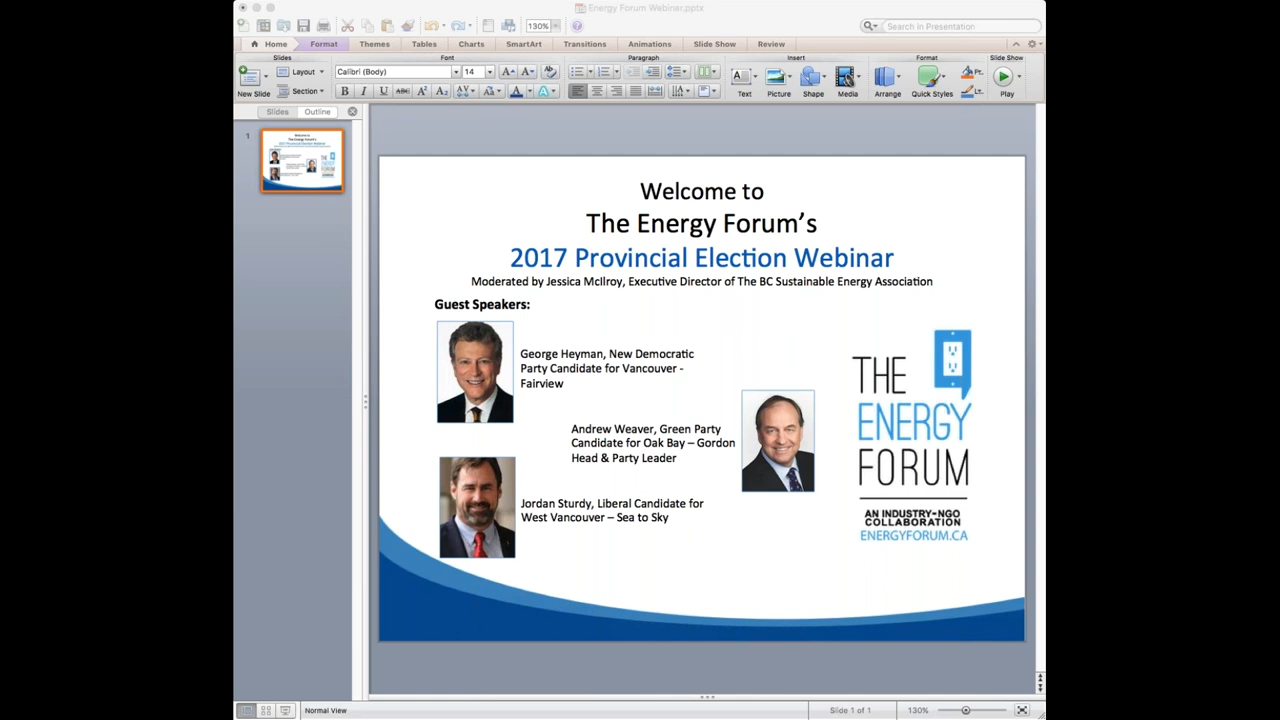 Energy Forum Webinar.pptx
130%
Search in Presentation
Home
Format
Themes
Tables
Charts
SmartArt
Transitions
Animations
Slide Show
Review
Slides
Font
Paragraph
Insert
Format
Slide Show
Layout
Calibri (Body)
14
New Slide
Section
B I U ABC
Text
Picture
Shape
Media
Arrange
Quick Styles
Play
Slides
Outline
1
Welcome to
The Energy Forum's
2017 Provincial Election Webinar
Moderated by Jessica McIlroy, Executive Director of The BC Sustainable Energy Association
Guest Speakers:
George Heyman, New Democratic
Party Candidate for Vancouver -
Fairview
Andrew Weaver, Green Party
Candidate for Oak Bay – Gordon
Head & Party Leader
Jordan Sturdy, Liberal Candidate for
West Vancouver – Sea to Sky
THE
ENERGY
FORUM
AN INDUSTRY-NGO
COLLABORATION
ENERGYFORUM.CA
Normal View
Slide 1 of 1
130%